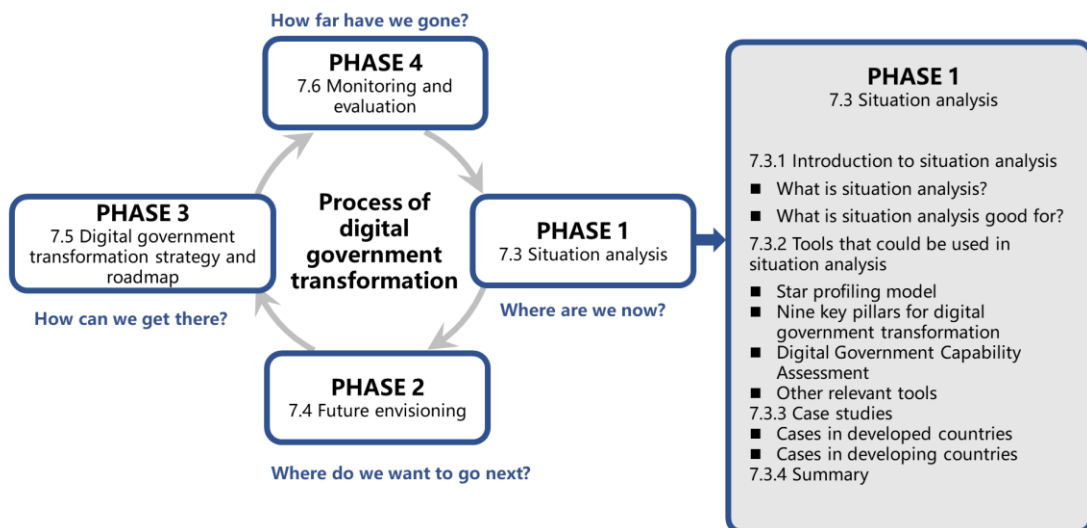 How far have we gone?
PHASE 4
7.6 Monitoring and
evaluation
PHASE 3
7.5 Digital government
transformation strategy and
roadmap
How can we get there?
Process of
digital
government
transformation
PHASE 1
7.3 Situation analysis
Where are we now?
PHASE 2
7.4 Future envisioning
Where do we want to go next?
PHASE 1
7.3 Situation analysis
7.3.1 Introduction to situation analysis
■ What is situation analysis?
■ What is situation analysis good for?
7.3.2 Tools that could be used in
situation analysis
■ Star profiling model
■ Nine key pillars for digital
government transformation
■ Digital Government Capability
Assessment
■ Other relevant tools
7.3.3 Case studies
■ Cases in developed countries
■ Cases in developing countries
7.3.4 Summary